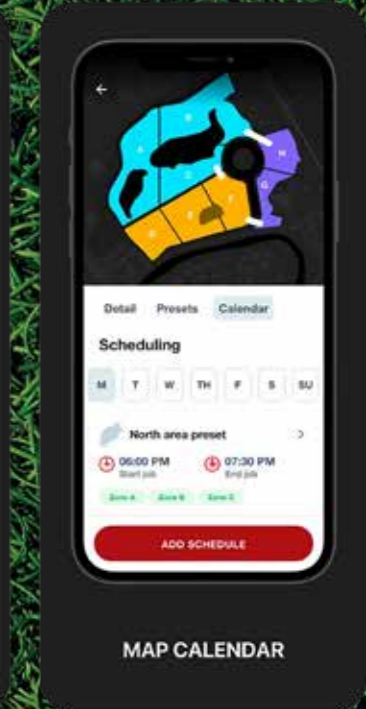 B
A
C
H
G
F
E
D
Detail Presets Calendar
Scheduling
M T W TH F S SU
North area preset
06:00 PM 07:30 PM
Start job End job
Zone A Zone B
ADD SCHEDULE
MAP CALENDAR